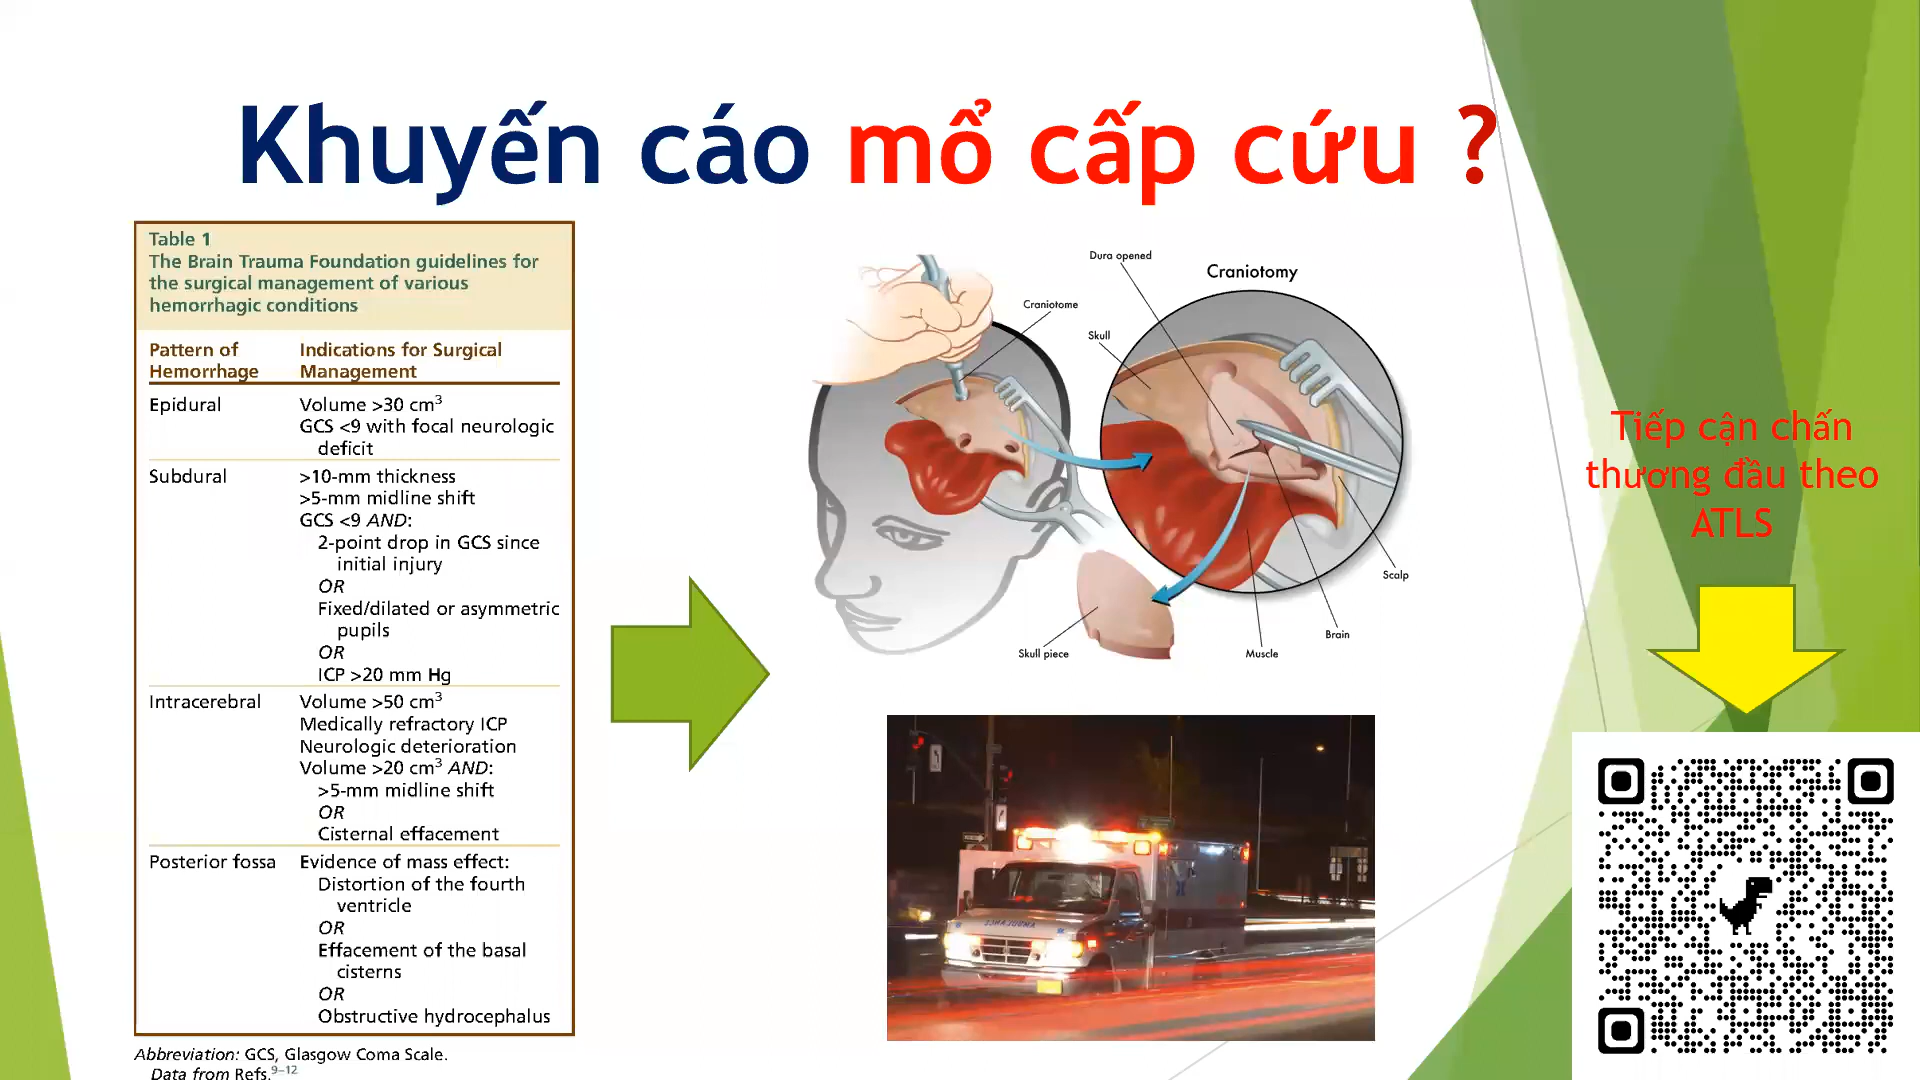 Khuyến cáo mổ cấp cứu ?
Table 1
The Brain Trauma Foundation guidelines for
the surgical management of various
hemorrhagic conditions
Pattern of
Hemorrhage
Indications for Surgical
Management
Epidural
Volume >30 cm³
GCS <9 with focal neurologic
deficit
Subdural
>10-mm thickness
>5-mm midline shift
GCS <9 AND:
2-point drop in GCS since
initial injury
OR
Fixed/dilated or asymmetric
pupils
OR
ICP >20 mm Hg
Intracerebral
Volume >50 cm³
Medically refractory ICP
Neurologic deterioration
Volume >20 cm³ AND:
>5-mm midline shift
OR
Cisternal effacement
Posterior fossa
Evidence of mass effect:
Distortion of the fourth
ventricle
OR
Effacement of the basal
cisterns
OR
Obstructive hydrocephalus
Abbreviation: GCS, Glasgow Coma Scale.
Data from Refs.⁹⁻¹²
Dura opened
Craniotomy
Craniotome
Skull
Scalp
Brain
Muscle
Skull piece
AMBULANCE
Tiếp cận chấn
thương đầu theo
ATLS